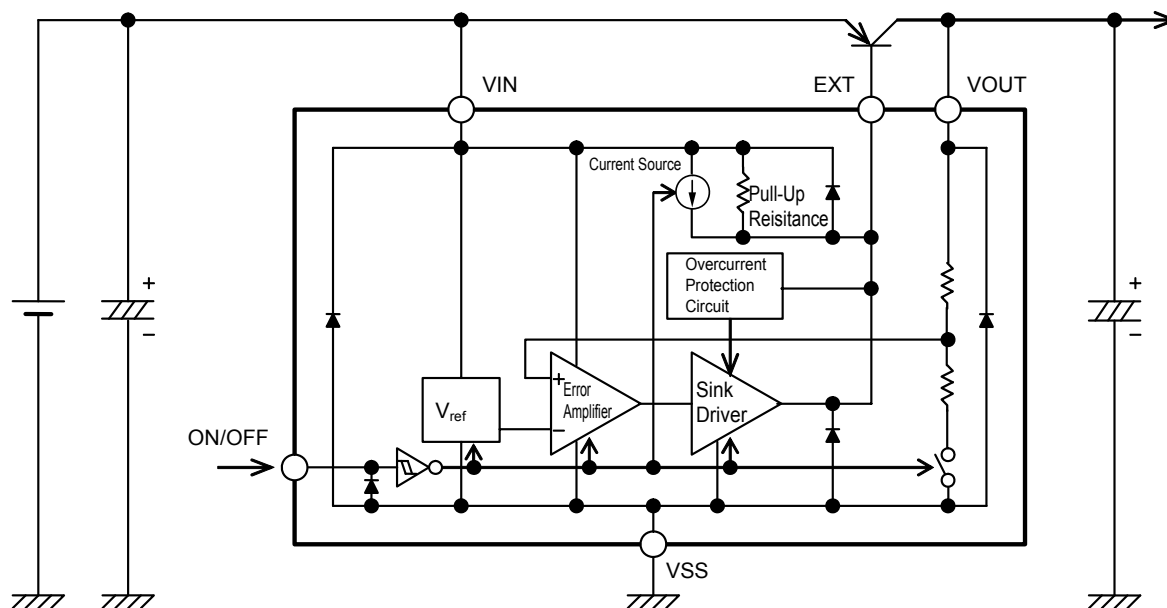 VIN
EXT
VOUT
Current Source
Pull-Up
Reisitance
Overcurrent
Protection
Circuit
+
−
+
−
Vref
+
−
Error
Amplifier
Sink
Driver
ON/OFF
VSS